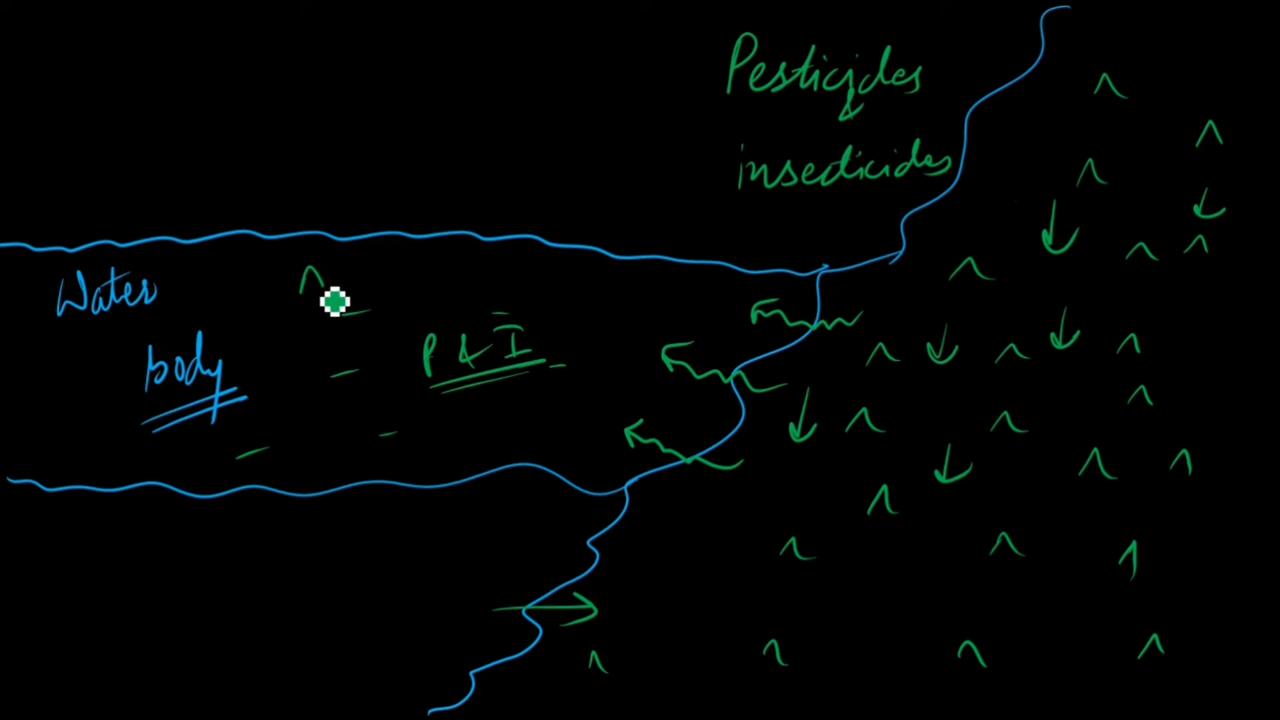 Pesticides
&
insecticides
Water
body
P & I